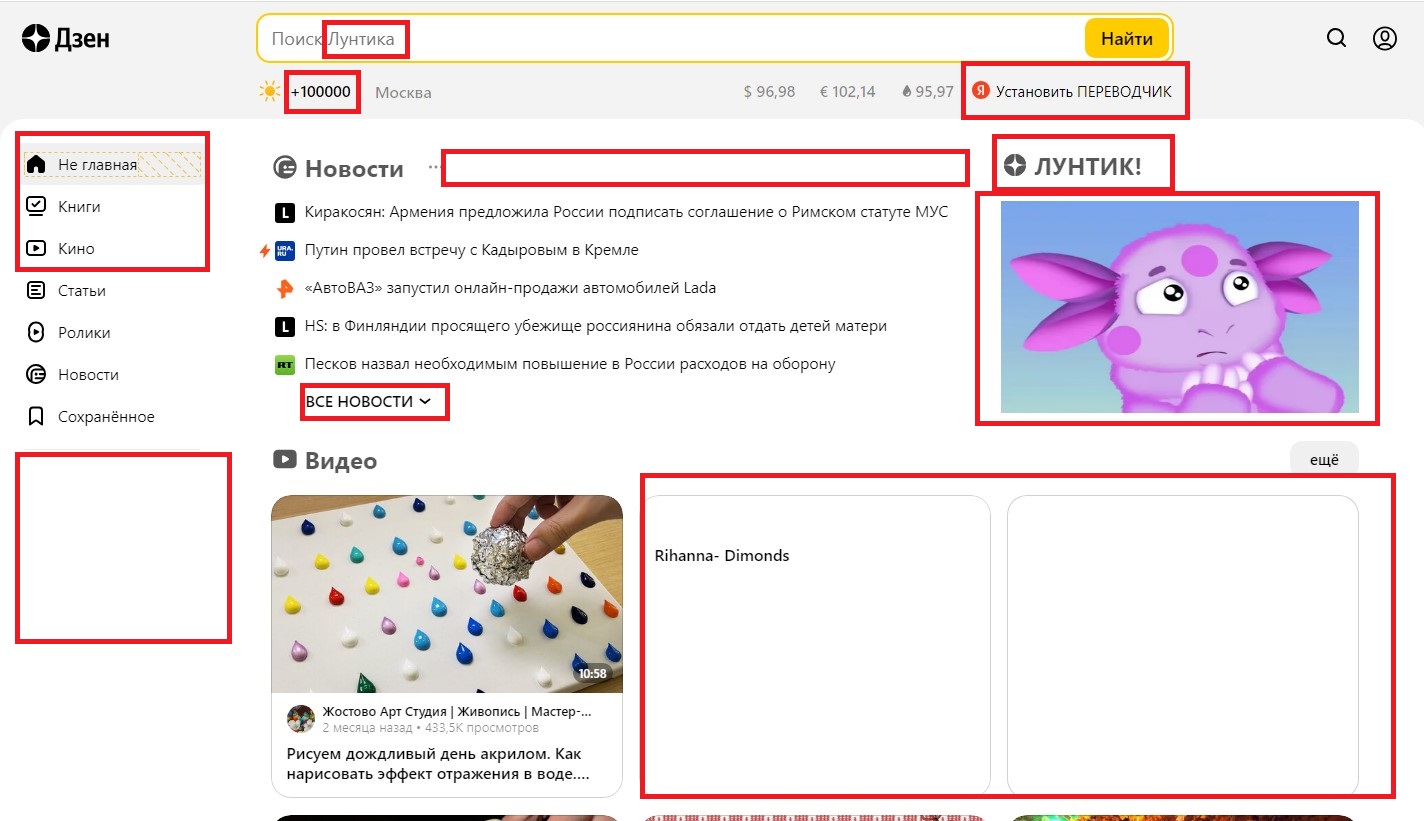 Дзен
Поиск Лунтика
Найти
+100000
Москва
$ 96,98
€ 102,14
95,97
Я Установить ПЕРЕВОДЧИК
Не главная
Книги
Кино
Статьи
Ролики
Новости
Сохранённое
Новости
L Киракосян: Армения предложила России подписать соглашение о Римском статуте МУС
URA.RU Путин провел встречу с Кадыровым в Кремле
«АвтоВАЗ» запустил онлайн-продажи автомобилей Lada
L HS: в Финляндии просящего убежище россиянина обязали отдать детей матери
RT Песков назвал необходимым повышение в России расходов на оборону
ВСЕ НОВОСТИ
ЛУНТИК!
Видео
ещё
10:58
Жостово Арт Студия | Живопись | Мастер-...
2 месяца назад • 433,5K просмотров
Рисуем дождливый день акрилом. Как
нарисовать эффект отражения в воде....
Rihanna- Dimonds